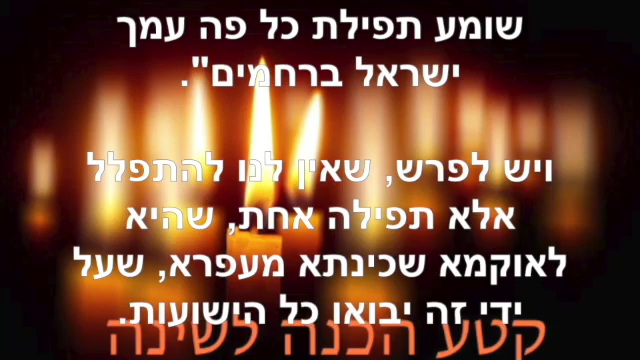 שומע תפילת כל פה עמך
ישראל ברחמים".
ויש לפרש, שאין לנו להתפלל
אלא תפילה אחת, שהיא
לאוקמא שכינתא מעפרא, שעל
ידי זה יבואו כל הישועות.
קטע הכנה לשינה